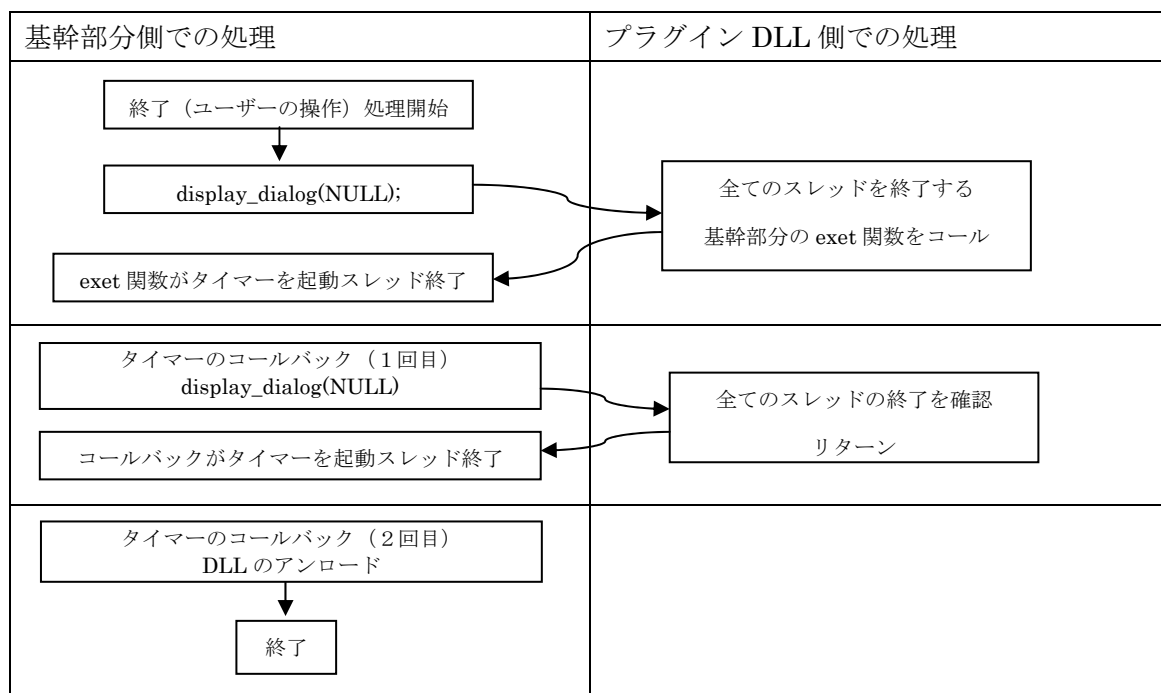 基幹部分側での処理
プラグイン DLL 側での処理
終了（ユーザーの操作）処理開始
display_dialog(NULL);
全てのスレッドを終了する
基幹部分の exet 関数をコール
exet 関数がタイマーを起動スレッド終了
タイマーのコールバック（１回目）
display_dialog(NULL)
全てのスレッドの終了を確認
リターン
コールバックがタイマーを起動スレッド終了
タイマーのコールバック（２回目）
DLL のアンロード
終了